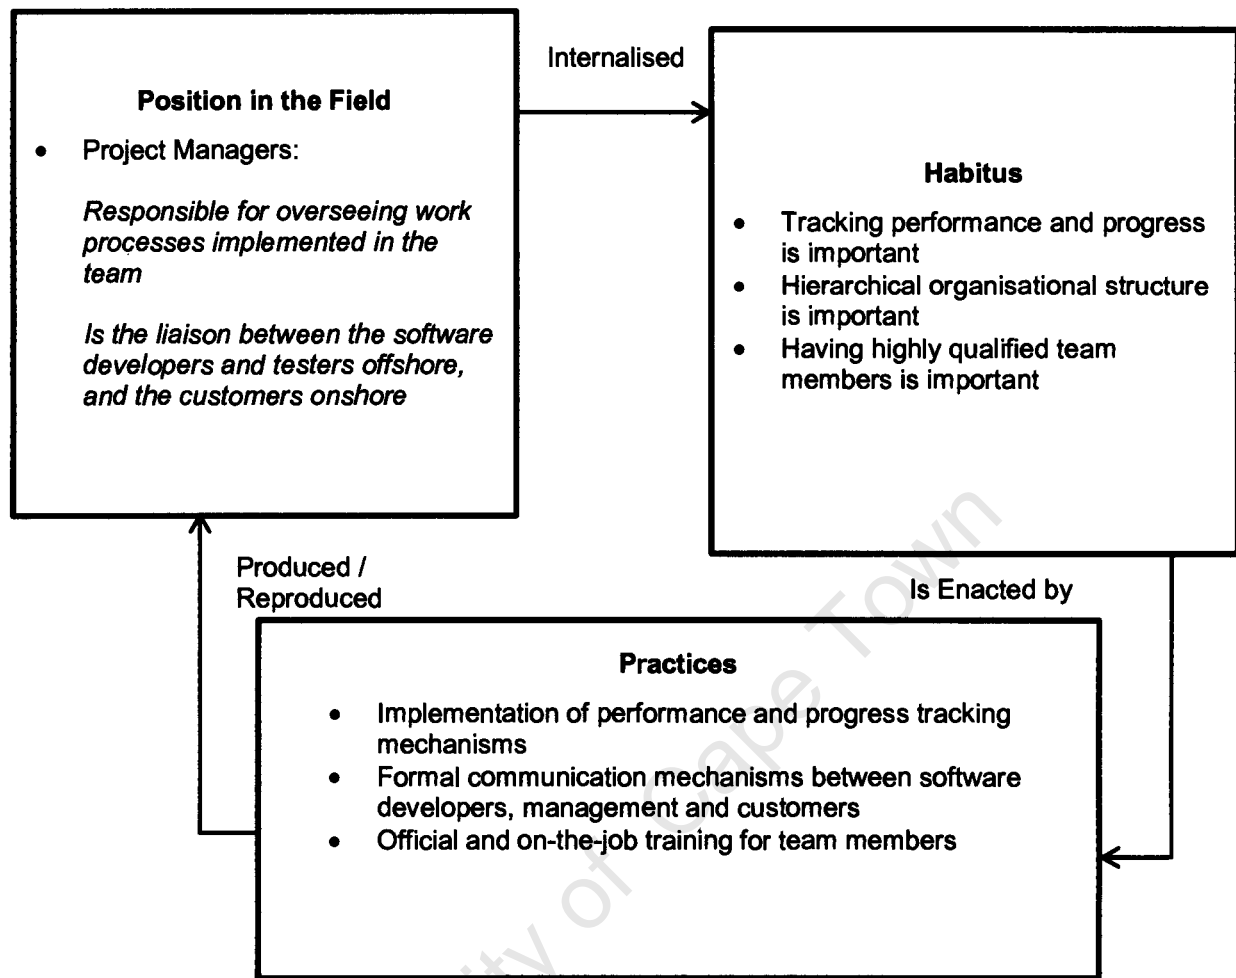 Internalised
Position in the Field
• Project Managers:
Responsible for overseeing work
processes implemented in the
team
Is the liaison between the software
developers and testers offshore,
and the customers onshore
Habitus
• Tracking performance and progress
is important
• Hierarchical organisational structure
is important
• Having highly qualified team
members is important
Produced /
Reproduced
Is Enacted by
Practices
• Implementation of performance and progress tracking
mechanisms
• Formal communication mechanisms between software
developers, management and customers
• Official and on-the-job training for team members
ity of Cape Town